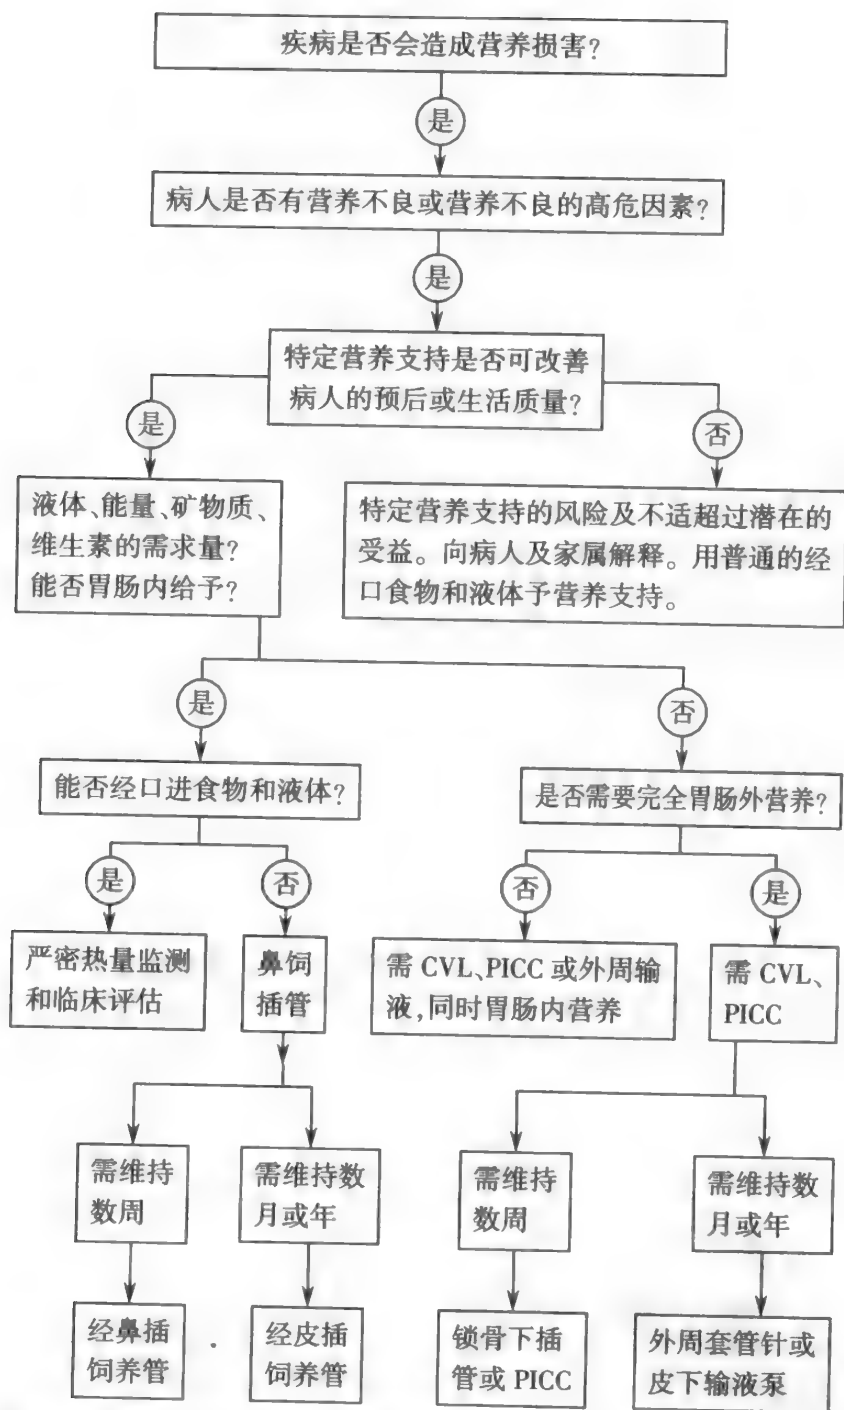 疾病是否会造成营养损害?
是
病人是否有营养不良或营养不良的高危因素?
是
特定营养支持是否可改善
病人的预后或生活质量?
是
否
液体、能量、矿物质、
维生素的需求量?
能否胃肠内给予?
特定营养支持的风险及不适超过潜在的
受益。向病人及家属解释。用普通的经
口食物和液体予营养支持。
是
否
能否经口进食物和液体?
是否需要完全胃肠外营养?
是
否
否
是
严密热量监测
和临床评估
鼻饲
插管
需 CVL、PICC 或外周输
液,同时胃肠内营养
需 CVL、
PICC
需维持
数周
需维持数
月或年
需维持
数周
需维持数
月或年
经鼻插
饲养管
经皮插
饲养管
锁骨下插
管或 PICC
外周套管针或
皮下输液泵